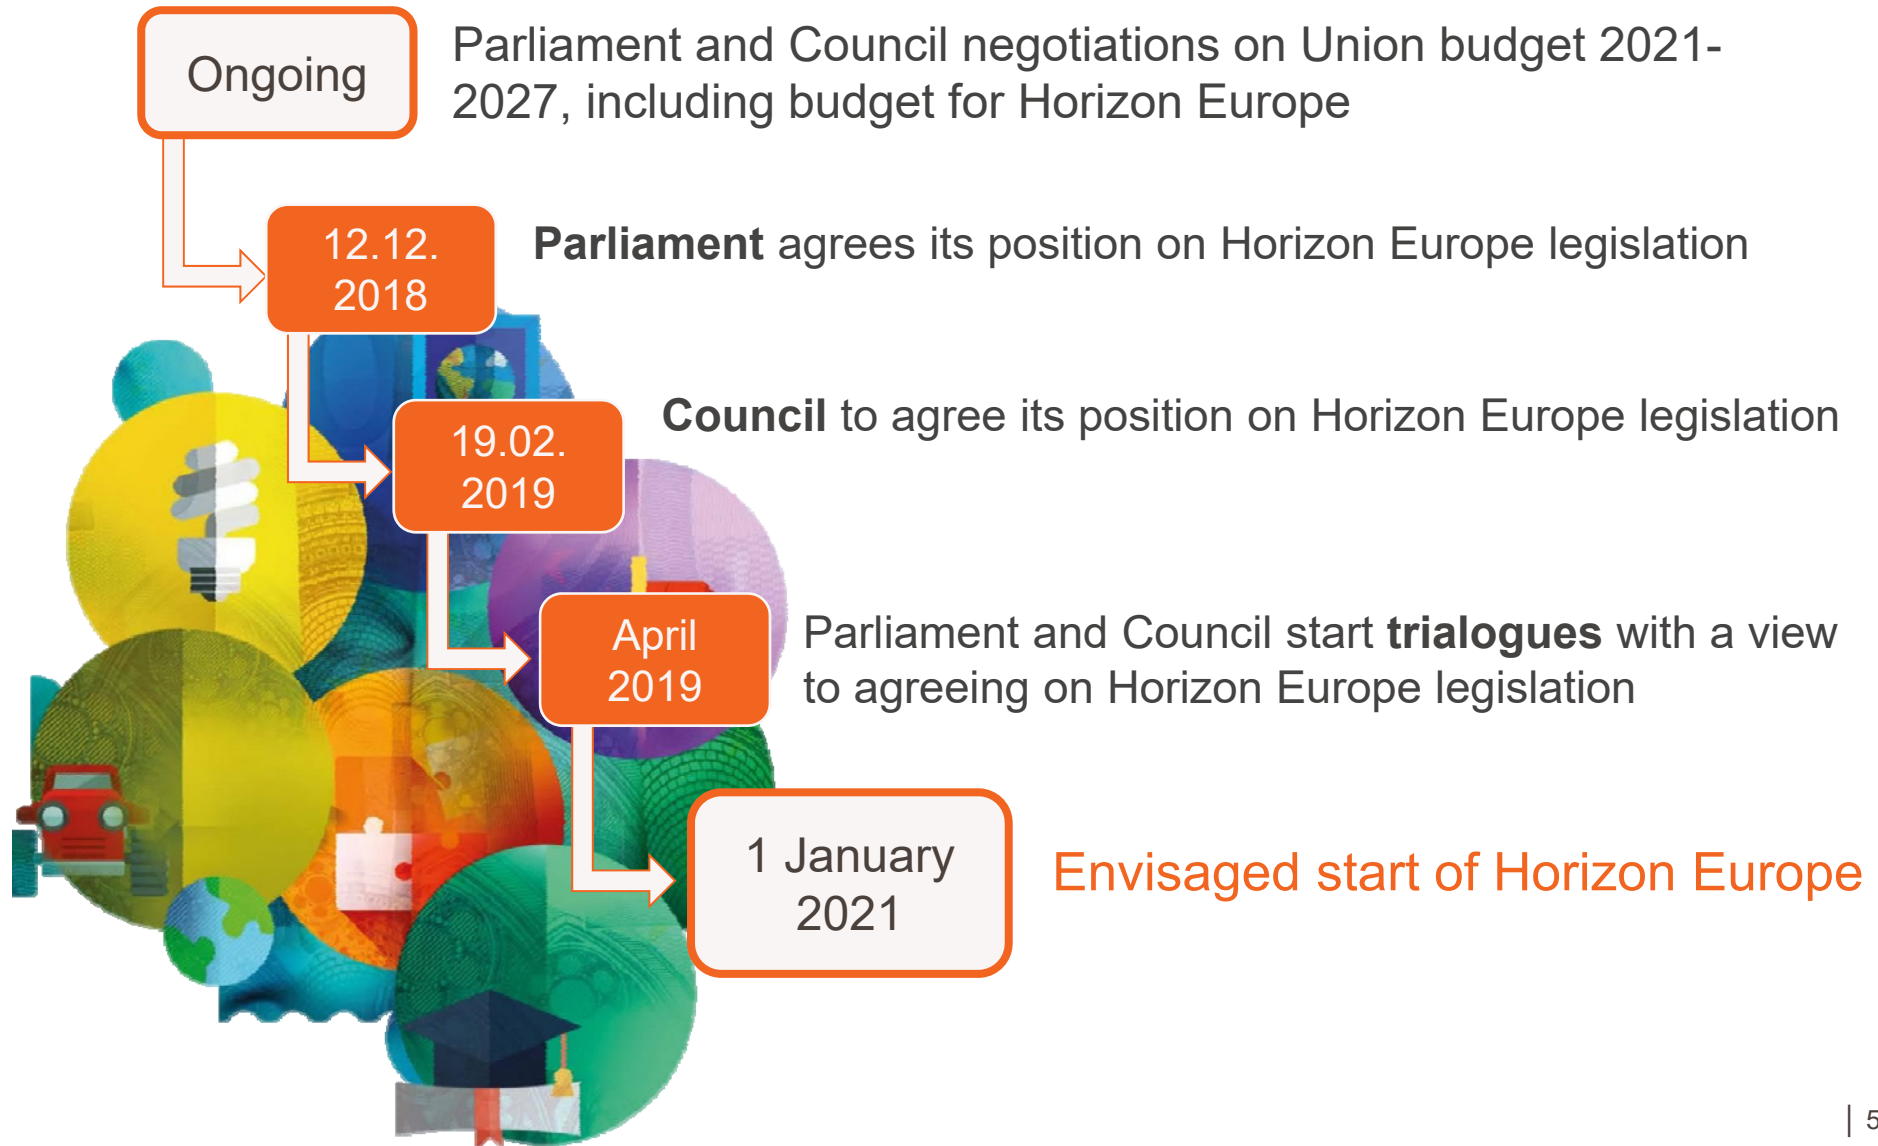 Ongoing
Parliament and Council negotiations on Union budget 2021-
2027, including budget for Horizon Europe
12.12.
2018
Parliament agrees its position on Horizon Europe legislation
19.02.
2019
Council to agree its position on Horizon Europe legislation
April
2019
Parliament and Council start trialogues with a view
to agreeing on Horizon Europe legislation
1 January
2021
Envisaged start of Horizon Europe
| 5